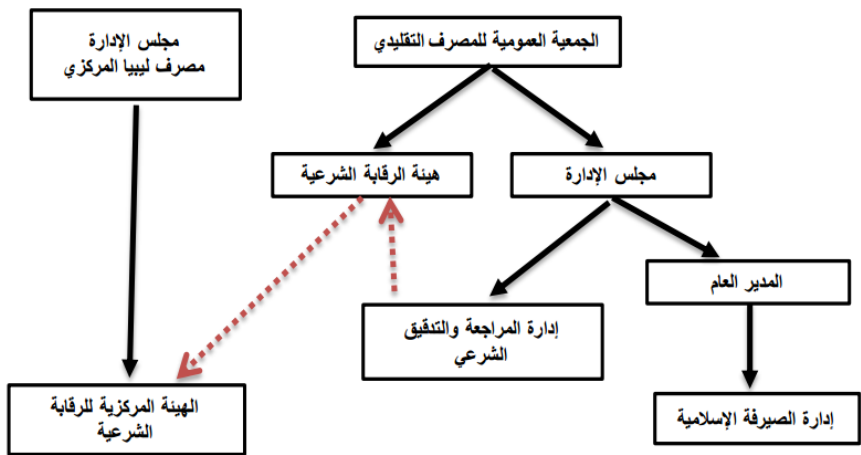 الجمعية العمومية للمصرف التقليدي
مجلس الإدارة
مصرف ليبيا المركزي
هيئة الرقابة الشرعية
مجلس الإدارة
المدير العام
إدارة المراجعة والتدقيق
الشرعي
الهيئة المركزية للرقابة
الشرعية
إدارة الصيرفة الإسلامية